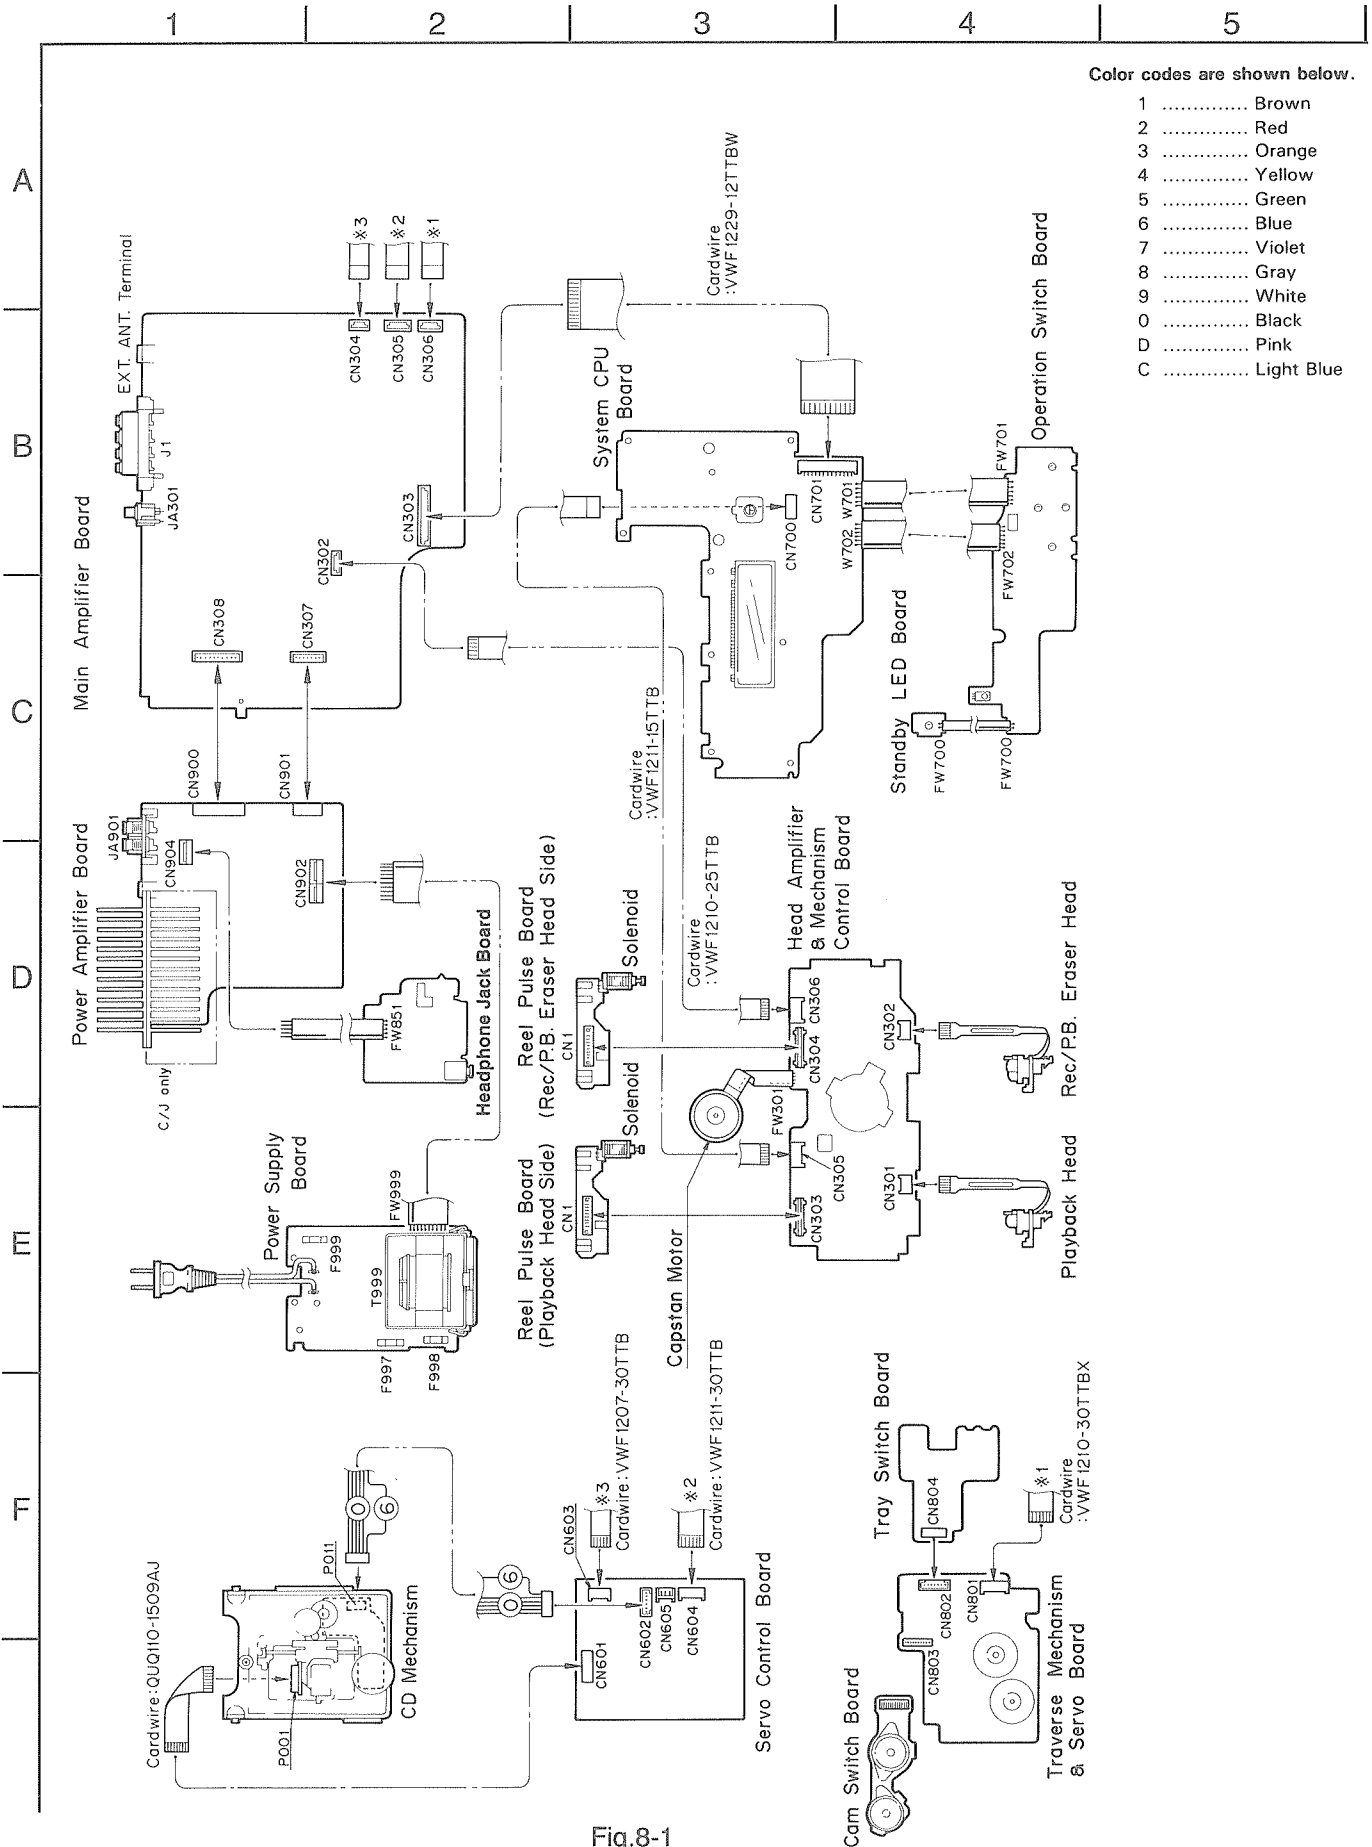 1 2 3 4 5
Color codes are shown below.
1 .............. Brown
2 .............. Red
3 .............. Orange
4 .............. Yellow
5 .............. Green
6 .............. Blue
7 .............. Violet
8 .............. Gray
9 .............. White
0 .............. Black
D .............. Pink
C .............. Light Blue
A
B
C
D
E
F
EXT. ANT. Terminal
※3
※2
※1
CN304
CN305
CN306
J1
JA301
Main Amplifier Board
CN303
CN302
CN308
CN307
Cardwire
:VWF1229-12TTBW
System CPU
Board
CN701
W701
W702
CN700
Operation Switch Board
FW701
FW702
Standby LED Board
FW700
FW700
Cardwire
:VWF1211-15TTB
Cardwire
:VWF1210-25TTB
CN900
CN901
JA901
CN904
CN902
Power Amplifier Board
C/J only
FW851
Headphone Jack Board
Reel Pulse Board
(Rec/P.B. Eraser Head Side)
CN1
Solenoid
Head Amplifier
& Mechanism
Control Board
CN306
CN304
CN302
FW301
CN305
CN301
CN303
Rec/P.B. Eraser Head
Playback Head
Power Supply
Board
F999
FW999
T999
F997
F998
Reel Pulse Board
(Playback Head Side)
CN1
Solenoid
Capstan Motor
Cardwire:QUQ110-1509AJ
P011
P001
CD Mechanism
0
6
6
0
CN603
※3
Cardwire:VWF1207-30TTB
※2
Cardwire:VWF1211-30TTB
CN601
CN602
CN605
CN604
Servo Control Board
Tray Switch Board
CN804
※1
Cardwire
:VWF1210-30TTBX
CN802
CN801
CN803
Traverse Mechanism
& Servo Board
Cam Switch Board
Fig.8-1